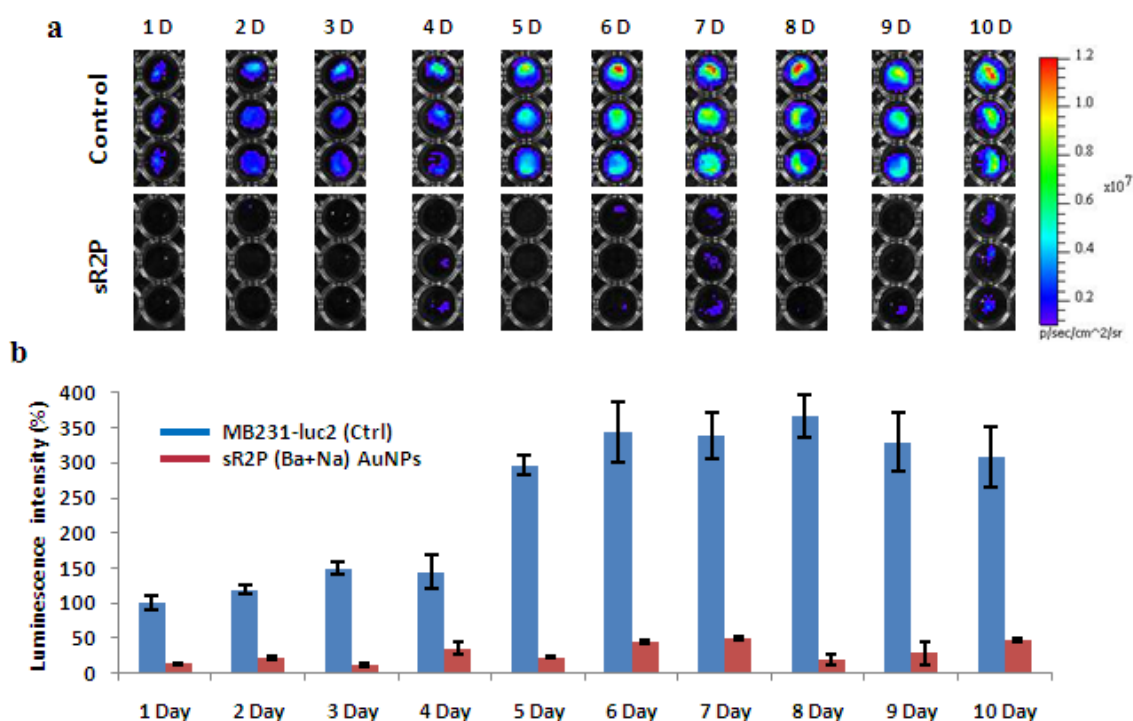 a
1 D 2 D 3 D 4 D 5 D 6 D 7 D 8 D 9 D 10 D
Control
sR2P
1.2
1.0
0.8
x10^7
0.6
0.4
0.2
p/sec/cm^2/sr
b
Luminescence intensity (%)
400
350
300
250
200
150
100
50
0
MB231-luc2 (Ctrl)
sR2P (Ba+Na) AuNPs
1 Day 2 Day 3 Day 4 Day 5 Day 6 Day 7 Day 8 Day 9 Day 10 Day